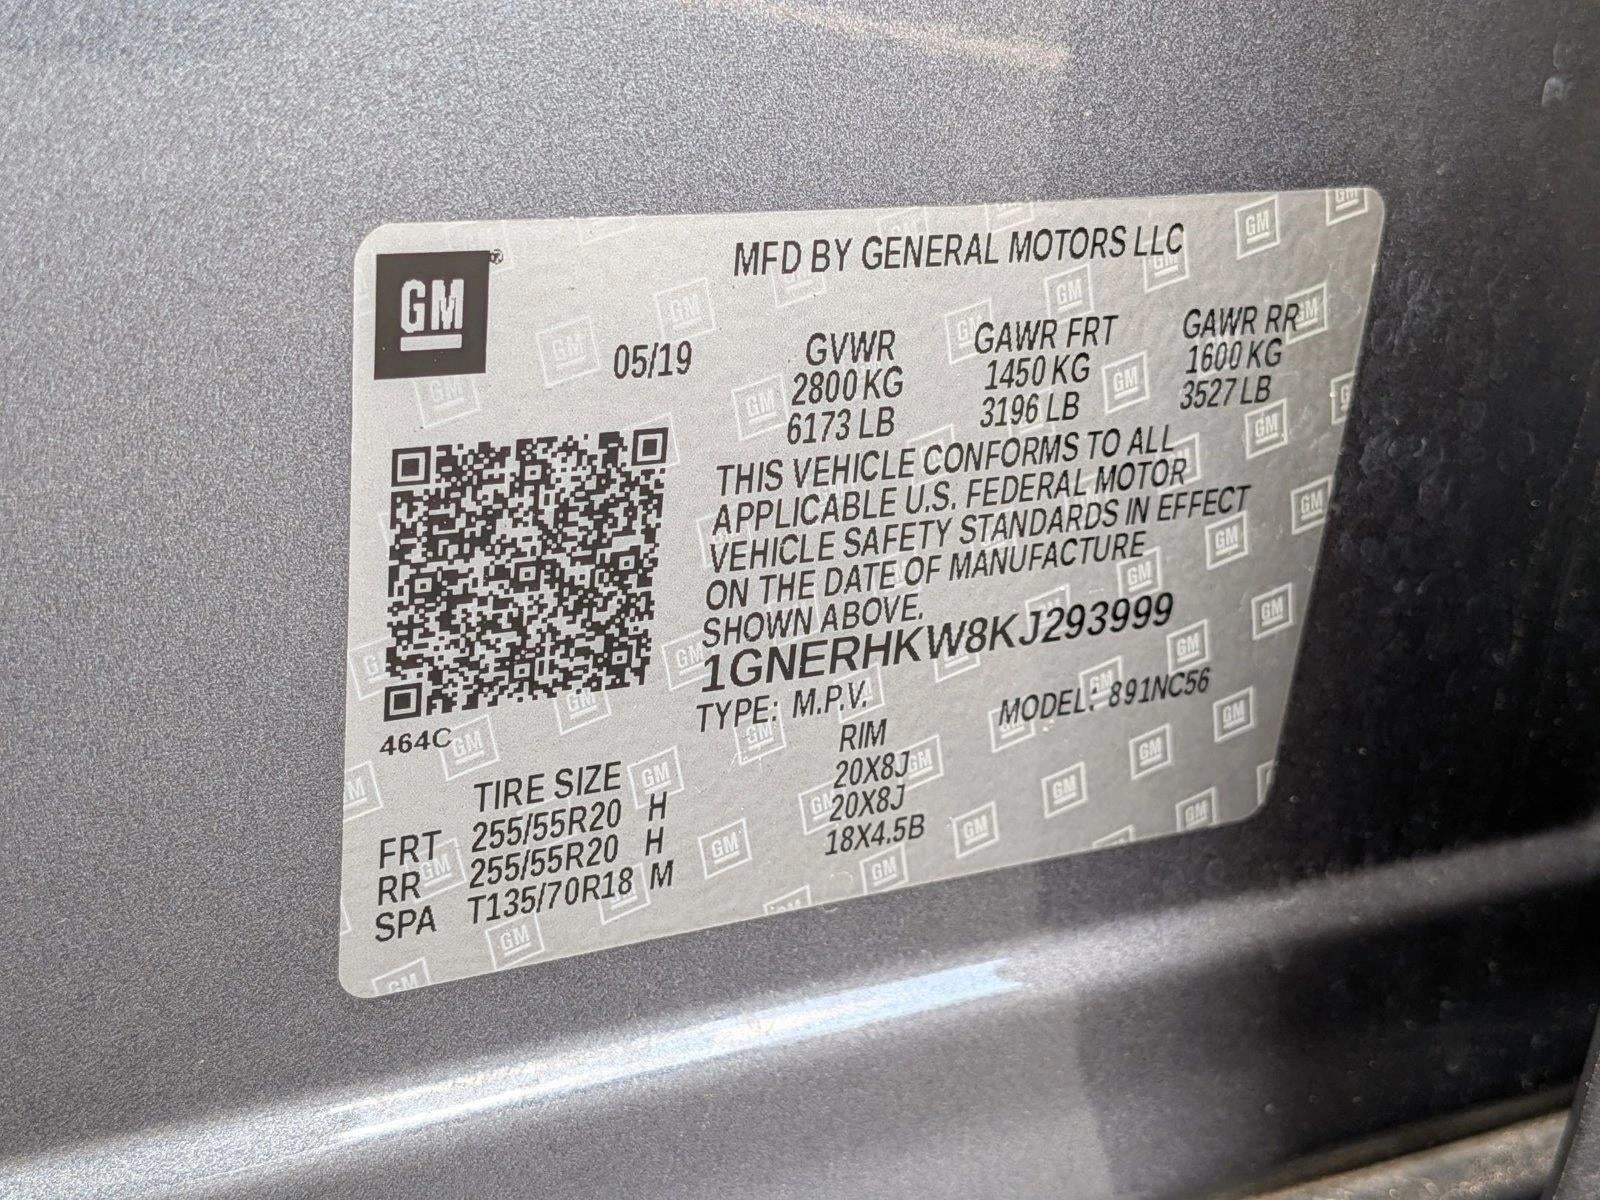 GM®
MFD BY GENERAL MOTORS LLC
05/19
GVWR GAWR FRT GAWR RR
2800 KG 1450 KG 1600 KG
6173 LB 3196 LB 3527 LB
THIS VEHICLE CONFORMS TO ALL
APPLICABLE U.S. FEDERAL MOTOR
VEHICLE SAFETY STANDARDS IN EFFECT
ON THE DATE OF MANUFACTURE
SHOWN ABOVE.
1GNERHKW8KJ293999
TYPE: M.P.V. MODEL: 891NC56
464C
TIRE SIZE RIM
FRT 255/55R20 H 20X8J
RR 255/55R20 H 20X8J
SPA T135/70R18 M 18X4.5B